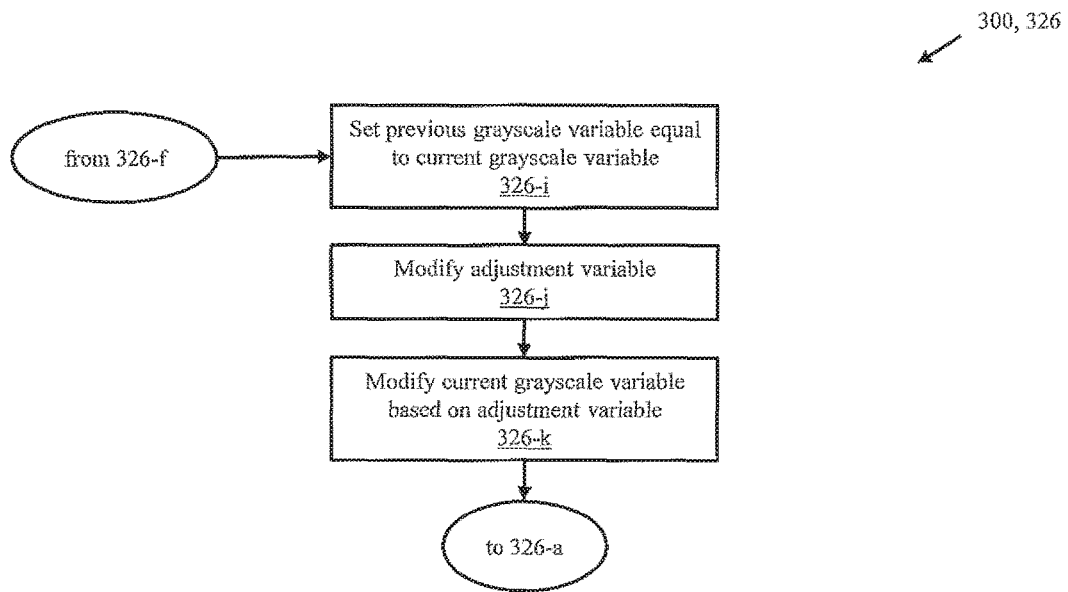 300, 326
from 326-f
Set previous grayscale variable equal
to current grayscale variable
326-i
Modify adjustment variable
326-j
Modify current grayscale variable
based on adjustment variable
326-k
to 326-a